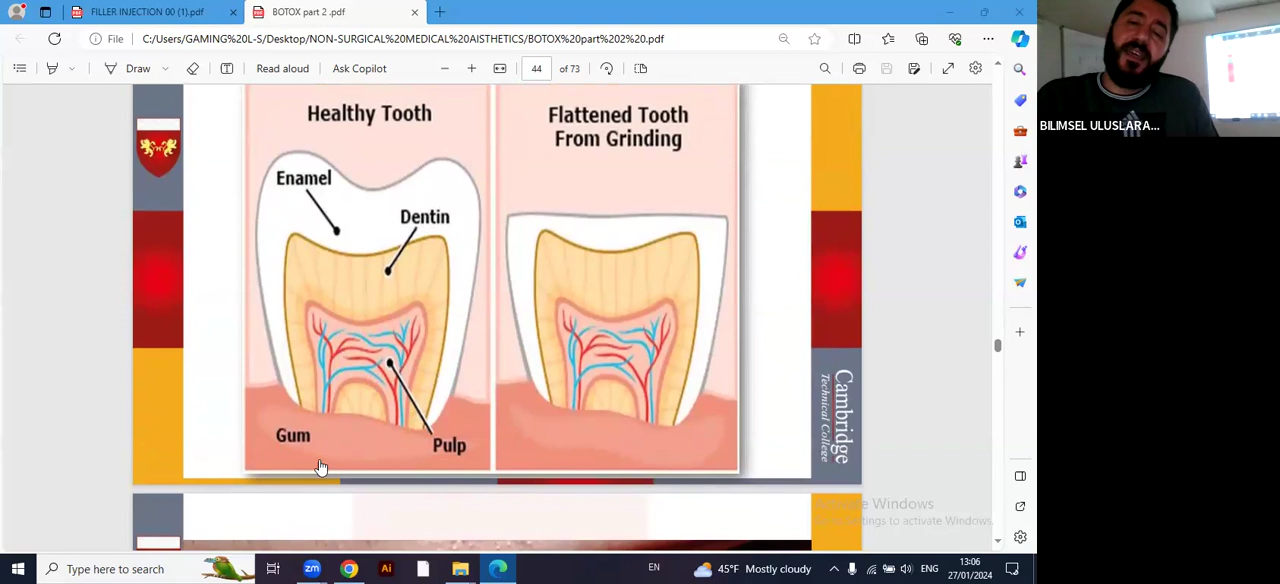 FILLER INJECTION 00 (1).pdf
BOTOX part 2 .pdf
File
C:/Users/GAMING%20L-S/Desktop/NON-SURGICAL%20MEDICAL%20AISTHETICS/BOTOX%20part%202%20.pdf
Draw
Read aloud
Ask Copilot
44 of 73
BILIMSEL ULUSLARA...
Healthy Tooth
Flattened Tooth
From Grinding
Enamel
Dentin
Gum
Pulp
Cambridge
Technical College
Activate Windows
Type here to search
Ai
EN
45°F Mostly cloudy
ENG
13:06
27/01/2024